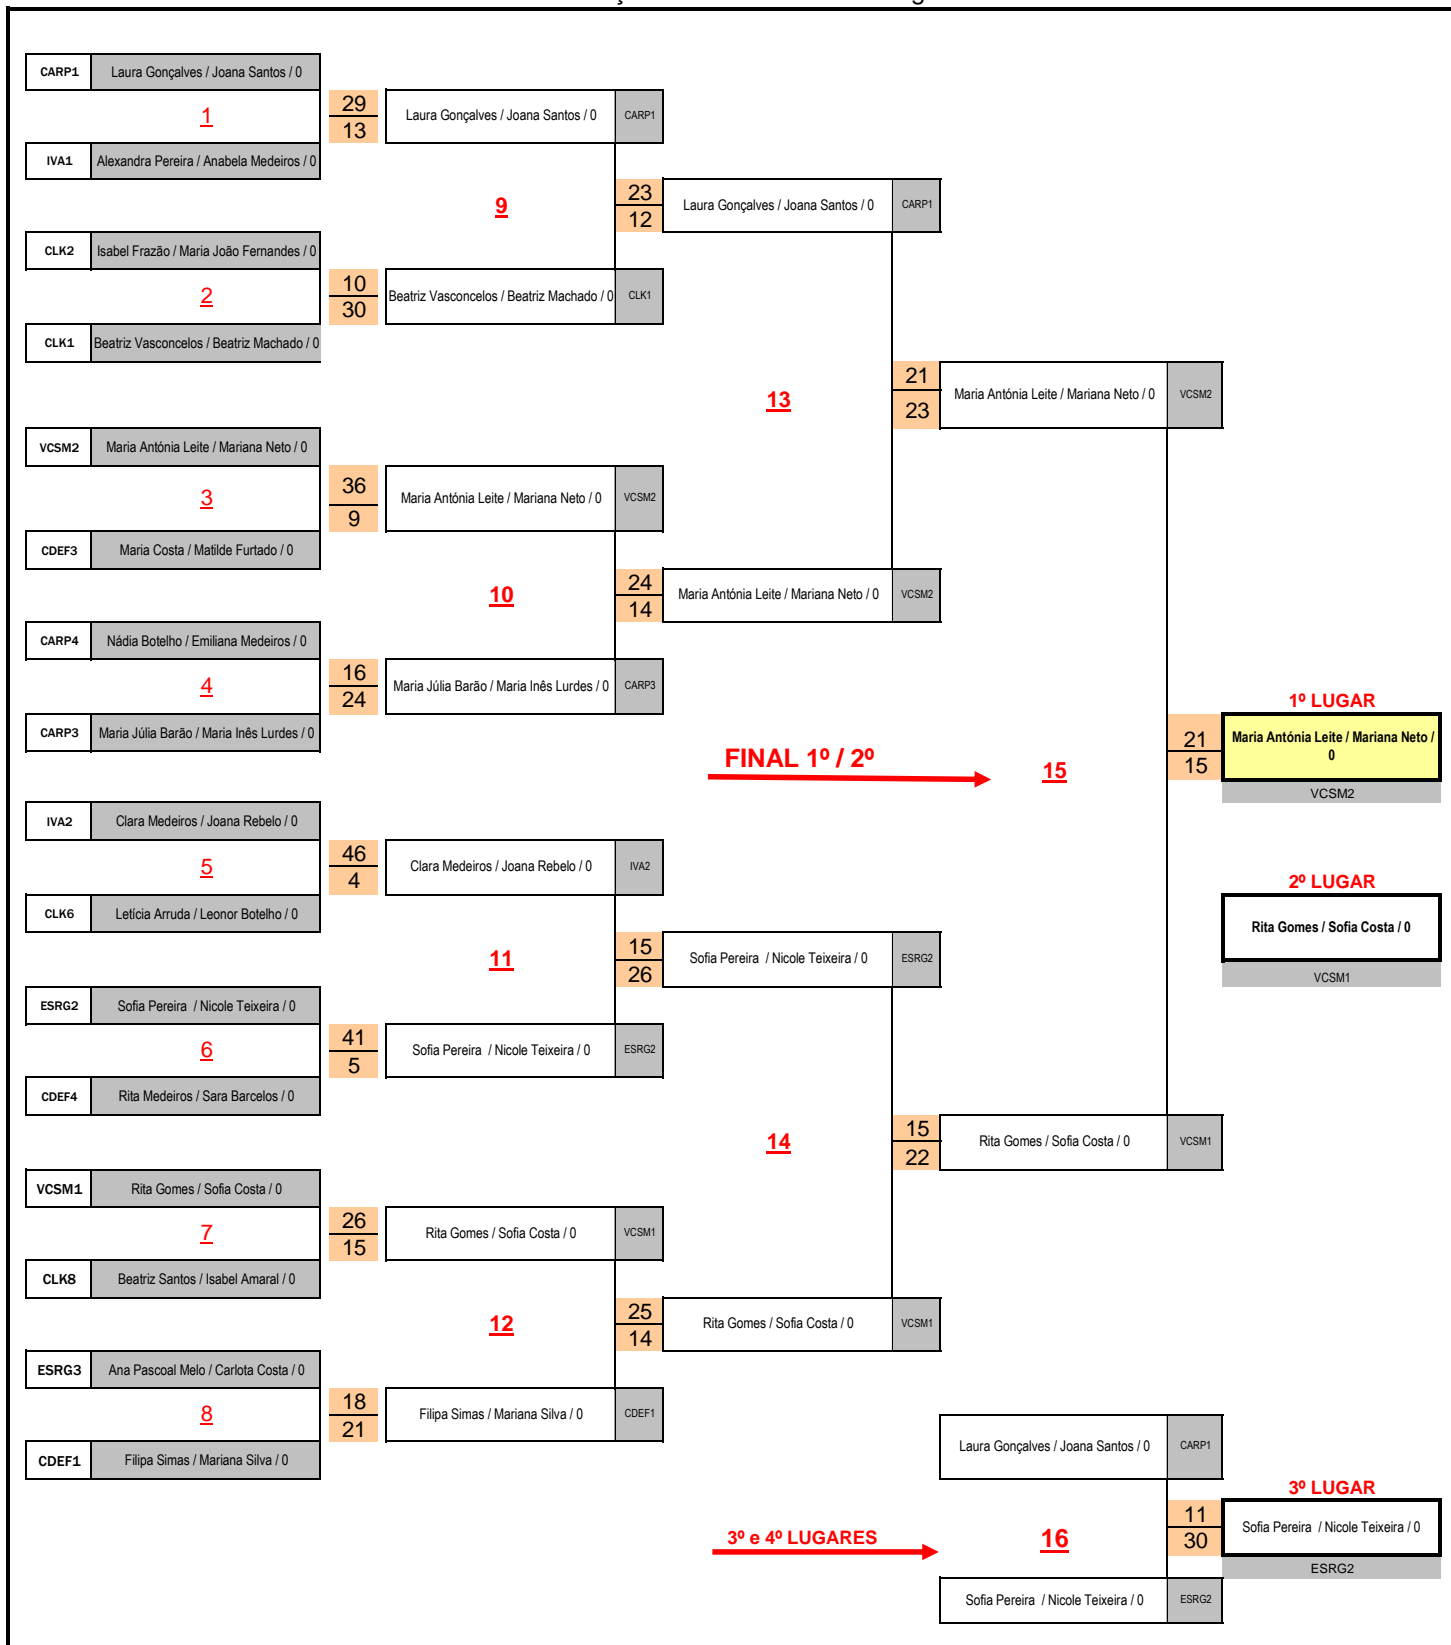 CARP1 Laura Gonçalves / Joana Santos / 0
1
29
13
Laura Gonçalves / Joana Santos / 0 CARP1
IVA1 Alexandra Pereira / Anabela Medeiros / 0
9
23
12
Laura Gonçalves / Joana Santos / 0 CARP1
CLK2 Isabel Frazão / Maria João Fernandes / 0
2
10
30
Beatriz Vasconcelos / Beatriz Machado / 0 CLK1
CLK1 Beatriz Vasconcelos / Beatriz Machado / 0
13
21
23
Maria Antónia Leite / Mariana Neto / 0 VCSM2
VCSM2 Maria Antónia Leite / Mariana Neto / 0
3
36
9
Maria Antónia Leite / Mariana Neto / 0 VCSM2
CDEF3 Maria Costa / Matilde Furtado / 0
10
24
14
Maria Antónia Leite / Mariana Neto / 0 VCSM2
CARP4 Nádia Botelho / Emiliana Medeiros / 0
4
16
24
Maria Júlia Barão / Maria Inês Lurdes / 0 CARP3
CARP3 Maria Júlia Barão / Maria Inês Lurdes / 0
FINAL 1º / 2º
15
21
15
1º LUGAR
Maria Antónia Leite / Mariana Neto /
0
VCSM2
IVA2 Clara Medeiros / Joana Rebelo / 0
5
46
4
Clara Medeiros / Joana Rebelo / 0 IVA2
CLK6 Letícia Arruda / Leonor Botelho / 0
2º LUGAR
Rita Gomes / Sofia Costa / 0
VCSM1
11
15
26
Sofia Pereira / Nicole Teixeira / 0 ESRG2
ESRG2 Sofia Pereira / Nicole Teixeira / 0
6
41
5
Sofia Pereira / Nicole Teixeira / 0 ESRG2
CDEF4 Rita Medeiros / Sara Barcelos / 0
14
15
22
Rita Gomes / Sofia Costa / 0 VCSM1
VCSM1 Rita Gomes / Sofia Costa / 0
7
26
15
Rita Gomes / Sofia Costa / 0 VCSM1
CLK8 Beatriz Santos / Isabel Amaral / 0
12
25
14
Rita Gomes / Sofia Costa / 0 VCSM1
ESRG3 Ana Pascoal Melo / Carlota Costa / 0
8
18
21
Filipa Simas / Mariana Silva / 0 CDEF1
CDEF1 Filipa Simas / Mariana Silva / 0
Laura Gonçalves / Joana Santos / 0 CARP1
3º e 4º LUGARES
16
11
30
3º LUGAR
Sofia Pereira / Nicole Teixeira / 0
ESRG2
Sofia Pereira / Nicole Teixeira / 0 ESRG2